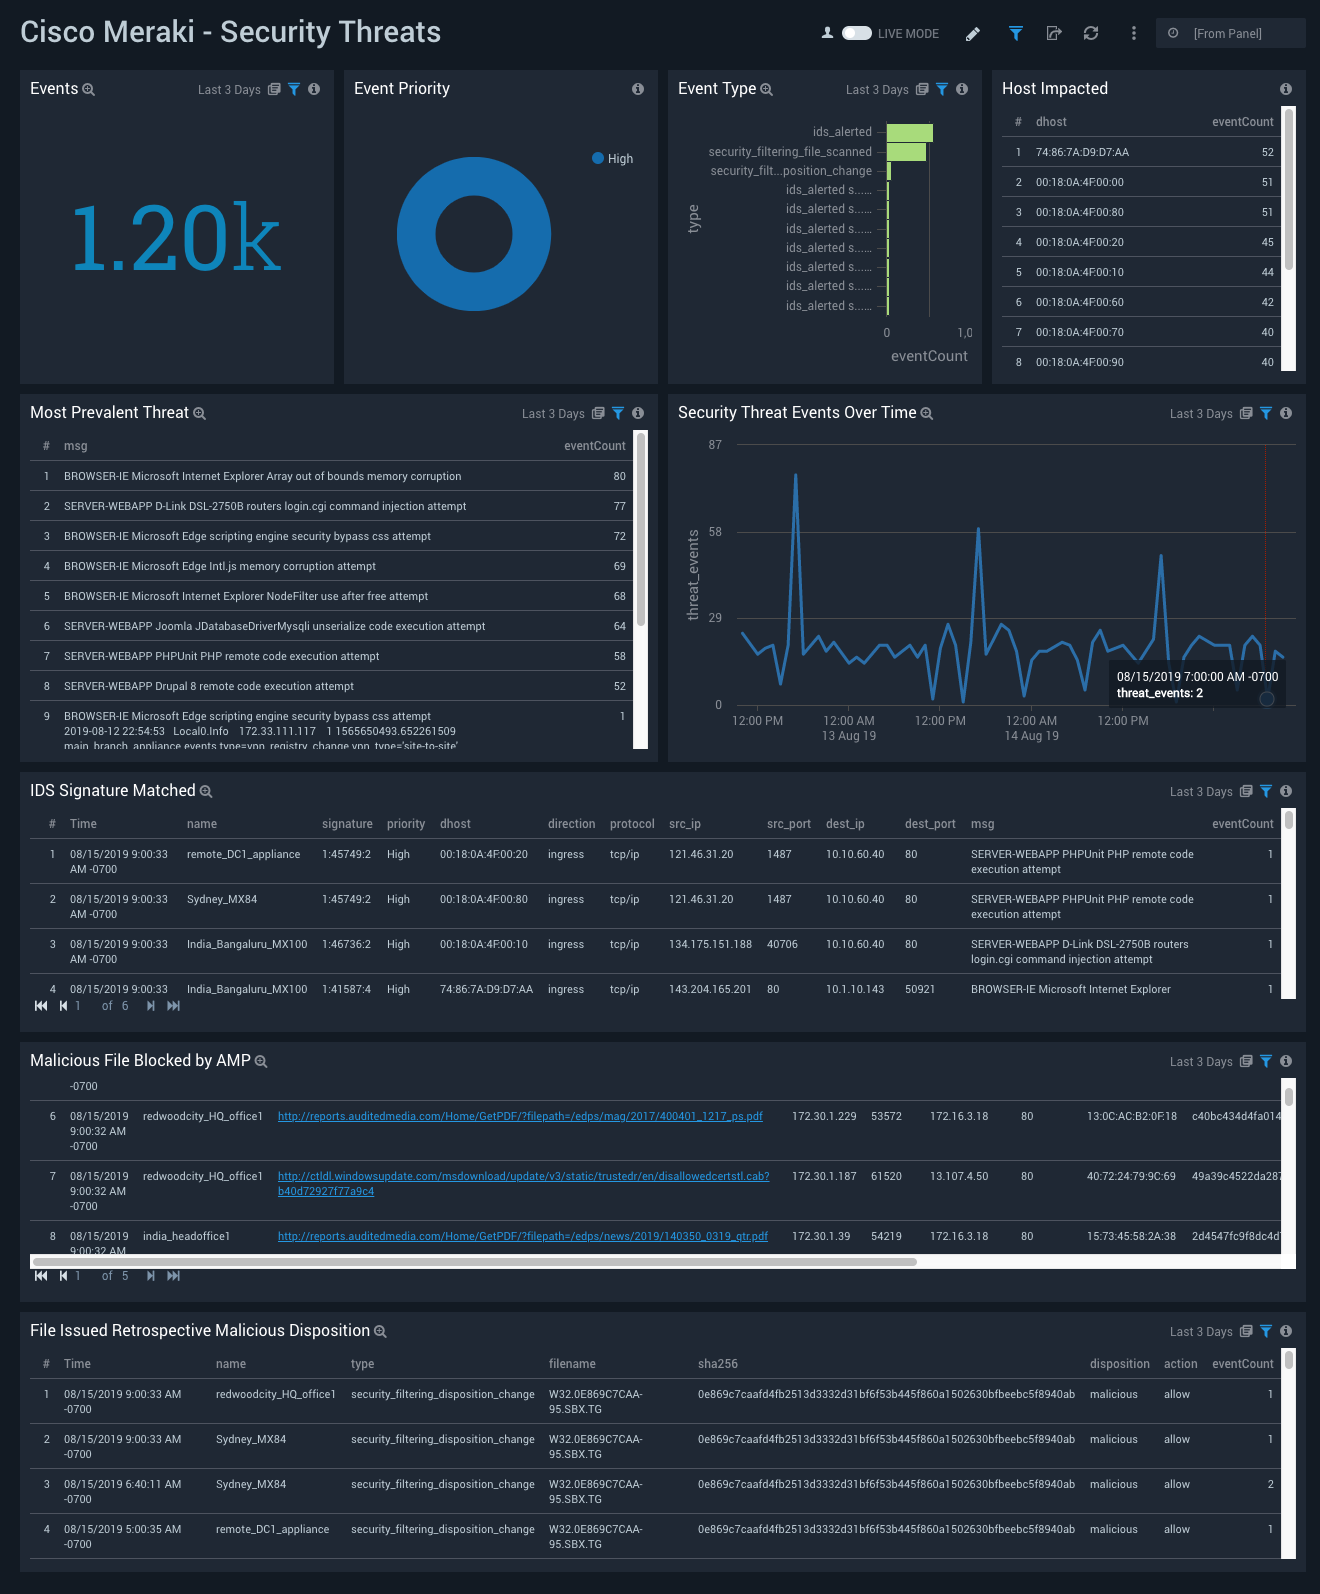 Cisco Meraki - Security Threats
LIVE MODE
[From Panel]
Events
Last 3 Days
1.20k
Event Priority
High
Event Type
Last 3 Days
type
ids_alerted
security_filtering_file_scanned
security_filt...position_change
ids_alerted s......
ids_alerted s......
ids_alerted s......
ids_alerted s......
ids_alerted s......
ids_alerted s......
ids_alerted s......
0 1,0
eventCount
Host Impacted
# dhost eventCount
1 74:86:7A:D9:D7:AA 52
2 00:18:0A:4F:00:00 51
3 00:18:0A:4F:00:80 51
4 00:18:0A:4F:00:20 45
5 00:18:0A:4F:00:10 44
6 00:18:0A:4F:00:60 42
7 00:18:0A:4F:00:70 40
8 00:18:0A:4F:00:90 40
Most Prevalent Threat
Last 3 Days
# msg eventCount
1 BROWSER-IE Microsoft Internet Explorer Array out of bounds memory corruption 80
2 SERVER-WEBAPP D-Link DSL-2750B routers login.cgi command injection attempt 77
3 BROWSER-IE Microsoft Edge scripting engine security bypass css attempt 72
4 BROWSER-IE Microsoft Edge Intl.js memory corruption attempt 69
5 BROWSER-IE Microsoft Internet Explorer NodeFilter use after free attempt 68
6 SERVER-WEBAPP Joomla JDatabaseDriverMysqli unserialize code execution attempt 64
7 SERVER-WEBAPP PHPUnit PHP remote code execution attempt 58
8 SERVER-WEBAPP Drupal 8 remote code execution attempt 52
9 BROWSER-IE Microsoft Edge scripting engine security bypass css attempt 1
2019-08-12 22:54:53 Local0.Info 172.33.111.117 1 1565650493.652261509
main_branch_appliance events type=vpn_registry_change vpn_type='site-to-site'
Security Threat Events Over Time
Last 3 Days
threat_events
87
58
29
0
08/15/2019 7:00:00 AM -0700
threat_events: 2
12:00 PM 12:00 AM 12:00 PM 12:00 AM 12:00 PM
13 Aug 19 14 Aug 19
IDS Signature Matched
Last 3 Days
# Time name signature priority dhost direction protocol src_ip src_port dest_ip dest_port msg eventCount
1 08/15/2019 9:00:33 remote_DC1_appliance 1:45749:2 High 00:18:0A:4F:00:20 ingress tcp/ip 121.46.31.20 1487 10.10.60.40 80 SERVER-WEBAPP PHPUnit PHP remote code 1
AM -0700 execution attempt
2 08/15/2019 9:00:33 Sydney_MX84 1:45749:2 High 00:18:0A:4F:00:80 ingress tcp/ip 121.46.31.20 1487 10.10.60.40 80 SERVER-WEBAPP PHPUnit PHP remote code 1
AM -0700 execution attempt
3 08/15/2019 9:00:33 India_Bangaluru_MX100 1:46736:2 High 00:18:0A:4F:00:10 ingress tcp/ip 134.175.151.188 40706 10.10.60.40 80 SERVER-WEBAPP D-Link DSL-2750B routers 1
AM -0700 login.cgi command injection attempt
4 08/15/2019 9:00:33 India_Bangaluru_MX100 1:41587:4 High 74:86:7A:D9:D7:AA ingress tcp/ip 143.204.165.201 80 10.1.10.143 50921 BROWSER-IE Microsoft Internet Explorer 1
1 of 6
Malicious File Blocked by AMP
Last 3 Days
-0700
6 08/15/2019 redwoodcity_HQ_office1 http://reports.auditedmedia.com/Home/GetPDF/?filepath=/edps/mag/2017/400401_1217_ps.pdf 172.30.1.229 53572 172.16.3.18 80 13:0C:AC:B2:0F:18 c40bc434d4fa014
9:00:32 AM
-0700
7 08/15/2019 redwoodcity_HQ_office1 http://ctldl.windowsupdate.com/msdownload/update/v3/static/trustedr/en/disallowedcertstl.cab? 172.30.1.187 61520 13.107.4.50 80 40:72:24:79:9C:69 49a39c4522da287
9:00:32 AM b40d72927f77a9c4
-0700
8 08/15/2019 india_headoffice1 http://reports.auditedmedia.com/Home/GetPDF/?filepath=/edps/news/2019/140350_0319_qtr.pdf 172.30.1.39 54219 172.16.3.18 80 15:73:45:58:2A:38 2d4547fc9f8dc4d
9:00:32 AM
1 of 5
File Issued Retrospective Malicious Disposition
Last 3 Days
# Time name type filename sha256 disposition action eventCount
1 08/15/2019 9:00:33 AM redwoodcity_HQ_office1 security_filtering_disposition_change W32.0E869C7CAA- 0e869c7caafd4fb2513d3332d31bf6f53b445f860a1502630bfbeebc5f8940ab malicious allow 1
-0700 95.SBX.TG
2 08/15/2019 9:00:33 AM Sydney_MX84 security_filtering_disposition_change W32.0E869C7CAA- 0e869c7caafd4fb2513d3332d31bf6f53b445f860a1502630bfbeebc5f8940ab malicious allow 1
-0700 95.SBX.TG
3 08/15/2019 6:40:11 AM Sydney_MX84 security_filtering_disposition_change W32.0E869C7CAA- 0e869c7caafd4fb2513d3332d31bf6f53b445f860a1502630bfbeebc5f8940ab malicious allow 2
-0700 95.SBX.TG
4 08/15/2019 5:00:35 AM remote_DC1_appliance security_filtering_disposition_change W32.0E869C7CAA- 0e869c7caafd4fb2513d3332d31bf6f53b445f860a1502630bfbeebc5f8940ab malicious allow 1
-0700 95.SBX.TG